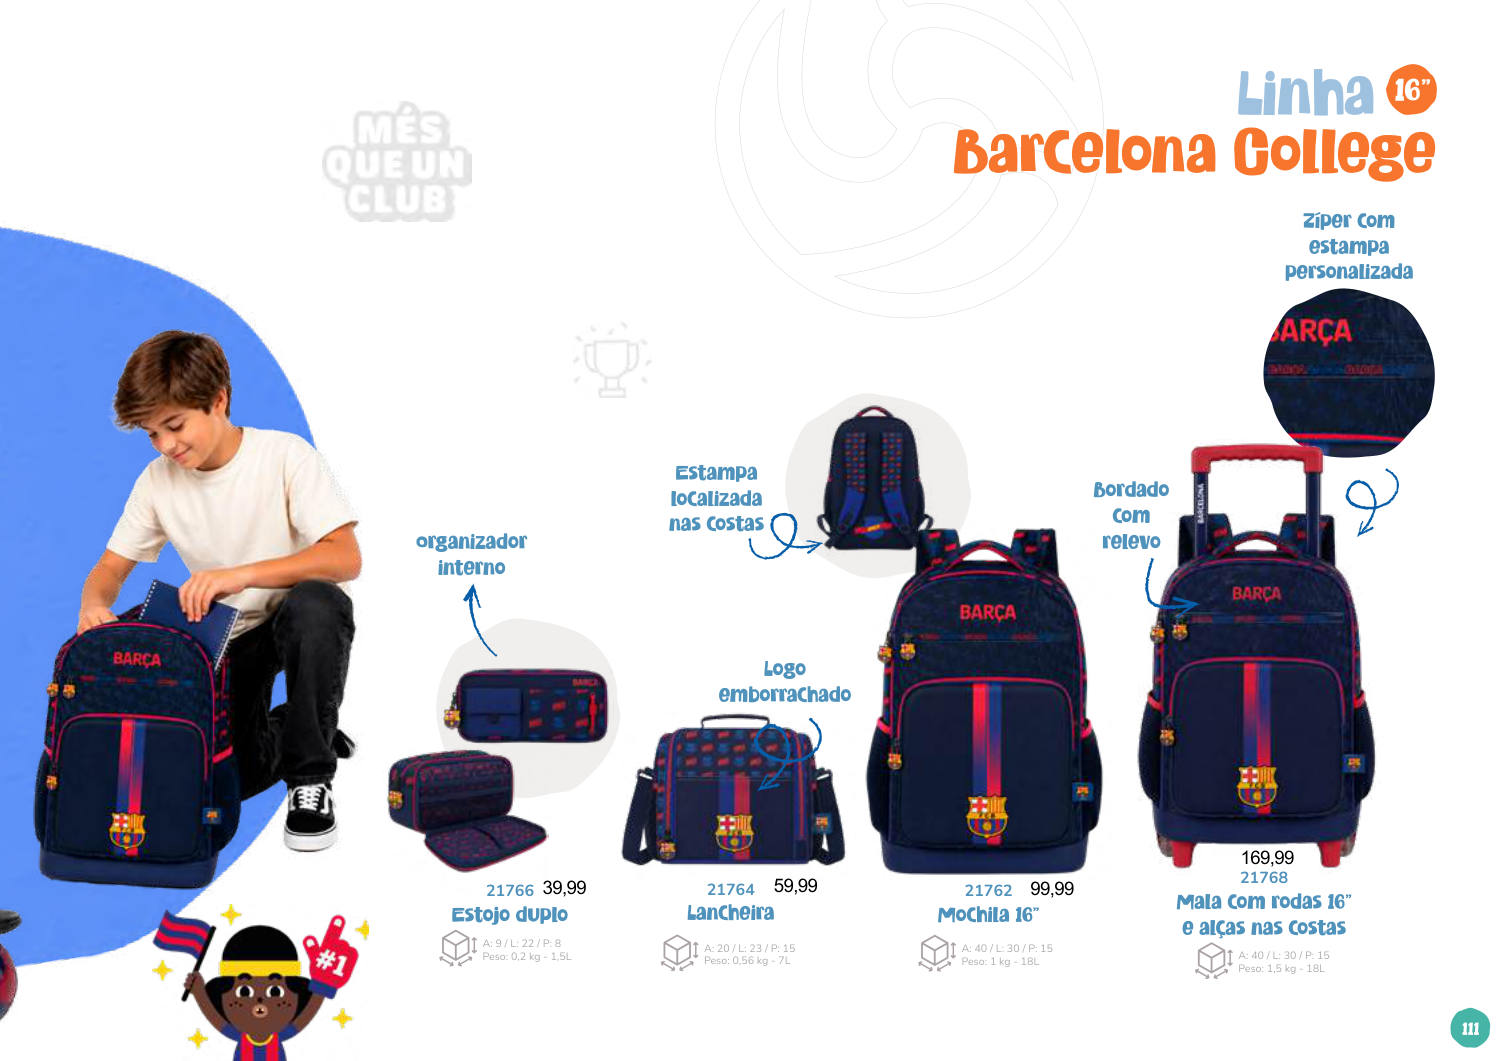 MÉS
QUE UN
CLUB
Linha 16”
Barcelona College
Zíper com
estampa
personalizada
BARÇA
BARÇA BARÇA
Estampa
localizada
nas costas
Bordado
com
relevo
BARCELONA
organizador
interno
Logo
emborrachado
BARÇA
BARÇA
BARÇA
BARÇA
21766 39,99
Estojo duplo
A: 9 / L: 22 / P: 8
Peso: 0,2 kg - 1,5L
21764 59,99
Lancheira
A: 20 / L: 23 / P: 15
Peso: 0,56 kg - 7L
21762 99,99
Mochila 16”
A: 40 / L: 30 / P: 15
Peso: 1 kg - 18L
169,99
21768
Mala com rodas 16”
e alças nas costas
A: 40 / L: 30 / P: 15
Peso: 1,5 kg - 18L
#1
111